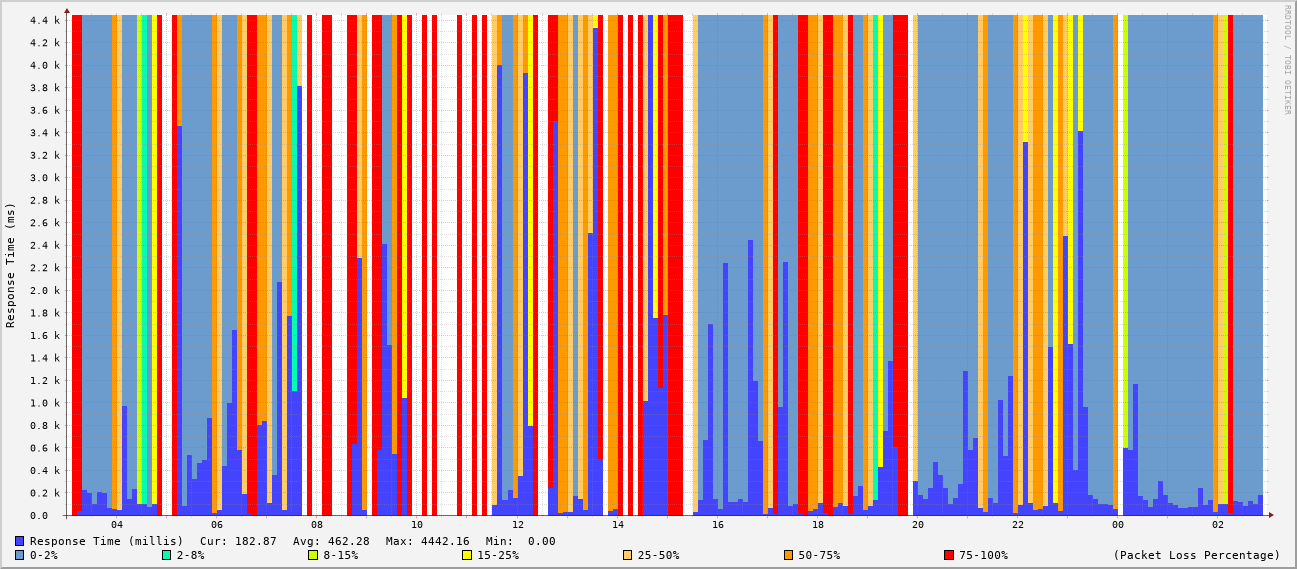 4.4 k
4.2 k
4.0 k
3.8 k
3.6 k
3.4 k
3.2 k
3.0 k
2.8 k
2.6 k
2.4 k
2.2 k
2.0 k
1.8 k
1.6 k
1.4 k
1.2 k
1.0 k
0.8 k
0.6 k
0.4 k
0.2 k
0.0
Response Time (ms)
RRDTOOL / TOBI OETIKER
04 06 08 10 12 14 16 18 20 22 00 02
Response Time (millis) Cur: 182.87 Avg: 462.28 Max: 4442.16 Min: 0.00
0-2% 2-8% 8-15% 15-25% 25-50% 50-75% 75-100% (Packet Loss Percentage)